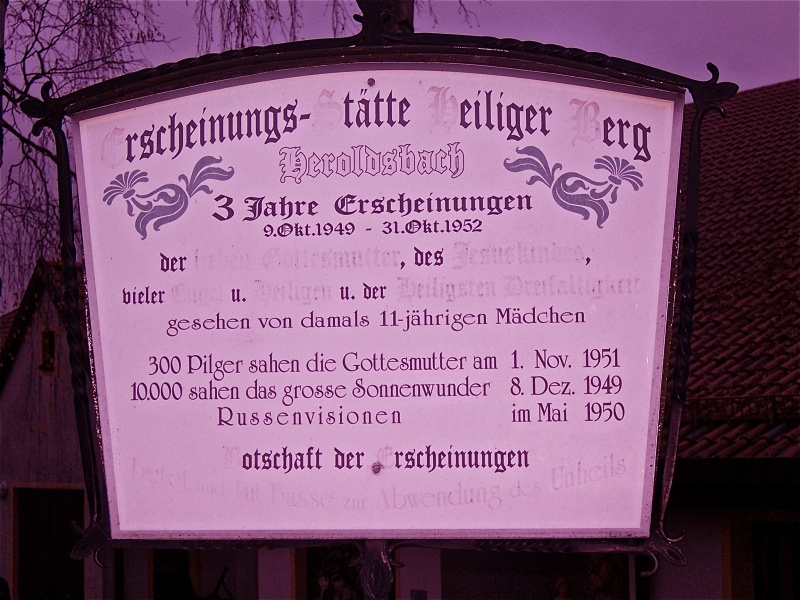 Erscheinungs-Stätte Heiliger Berg
Heroldsbach
3 Jahre Erscheinungen
9.Okt.1949 - 31.Okt.1952
der lieben Gottesmutter, des Jesuskindes,
vieler Engel u. Heiligen u. der Heiligsten Dreifaltigkeit
gesehen von damals 11-jährigen Mädchen
300 Pilger sahen die Gottesmutter am 1. Nov. 1951
10.000 sahen das grosse Sonnenwunder 8. Dez. 1949
Russenvisionen im Mai 1950
Botschaft der Erscheinungen
Betet und tut Busse zur Abwendung des Unheils